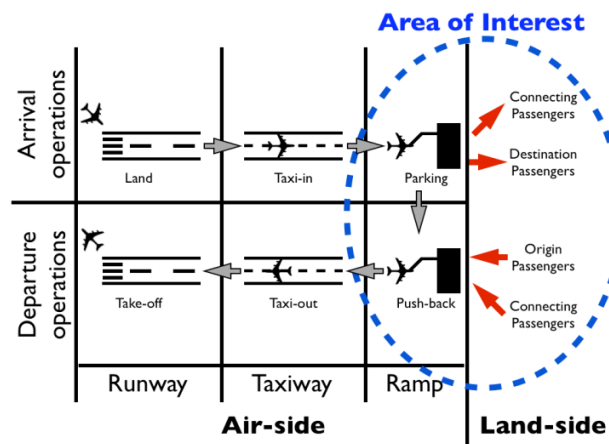 Area of Interest
Arrival
operations
Land
Taxi-in
Parking
Connecting
Passengers
Destination
Passengers
Departure
operations
Take-off
Taxi-out
Push-back
Origin
Passengers
Connecting
Passengers
Runway
Taxiway
Ramp
Air-side
Land-side